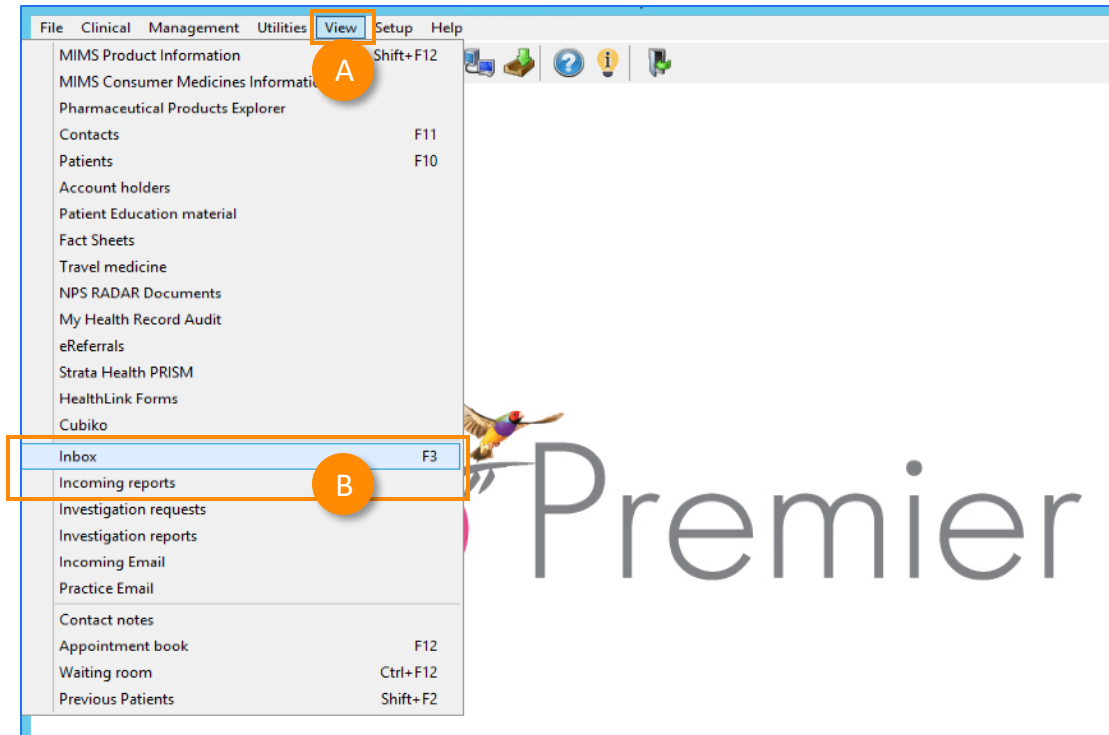 File Clinical Management Utilities View Setup Help
MIMS Product Information Shift+F12
A
MIMS Consumer Medicines
Pharmaceutical Products Explorer
Contacts F11
Patients F10
Account holders
Patient Education material
Fact Sheets
Travel medicine
NPS RADAR Documents
My Health Record Audit
eReferrals
Strata Health PRISM
HealthLink Forms
Cubiko
Inbox F3
B
Incoming reports
Investigation requests
Investigation reports
Incoming Email
Practice Email
Contact notes
Appointment book F12
Waiting room Ctrl+F12
Previous Patients Shift+F2
Premier